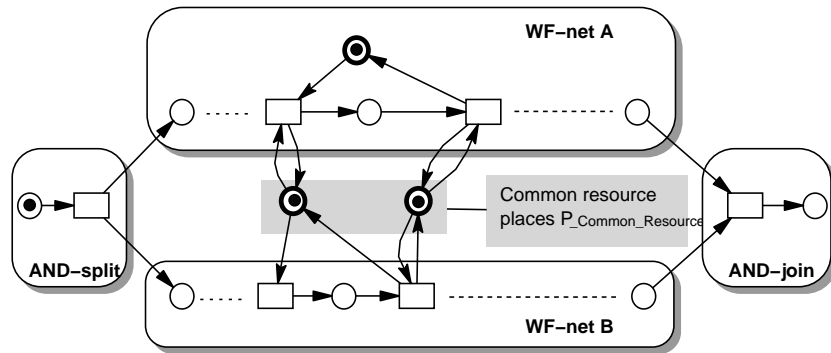 WF–net A
Common resource
places P_Common_Resource
AND–split
AND–join
WF–net B